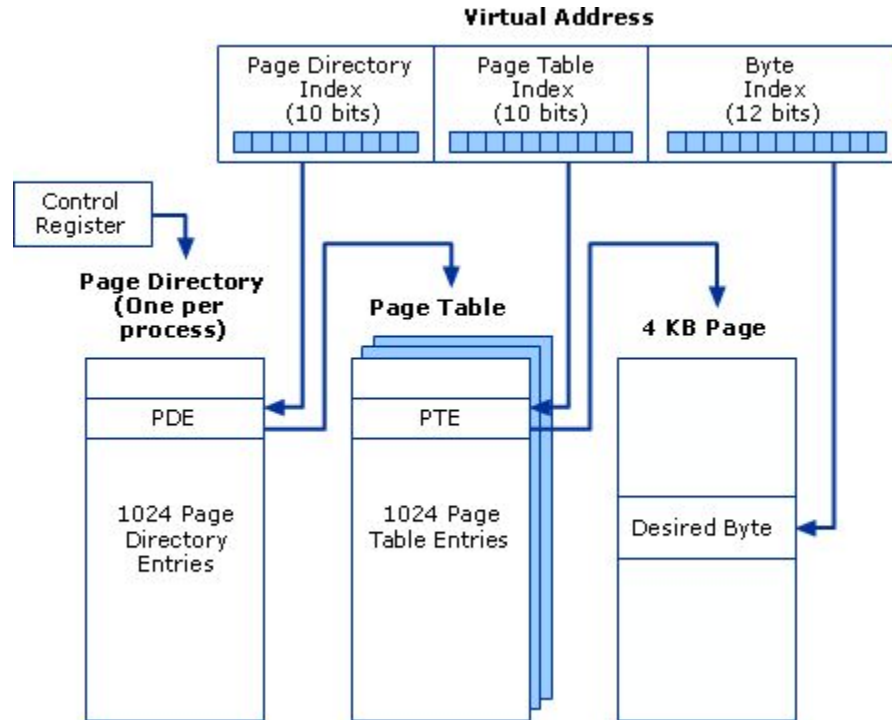 Virtual Address
Page Directory
Index
(10 bits)
Page Table
Index
(10 bits)
Byte
Index
(12 bits)
Control
Register
Page Directory
(One per
process)
Page Table
4 KB Page
PDE
PTE
1024 Page
Directory
Entries
1024 Page
Table Entries
Desired Byte